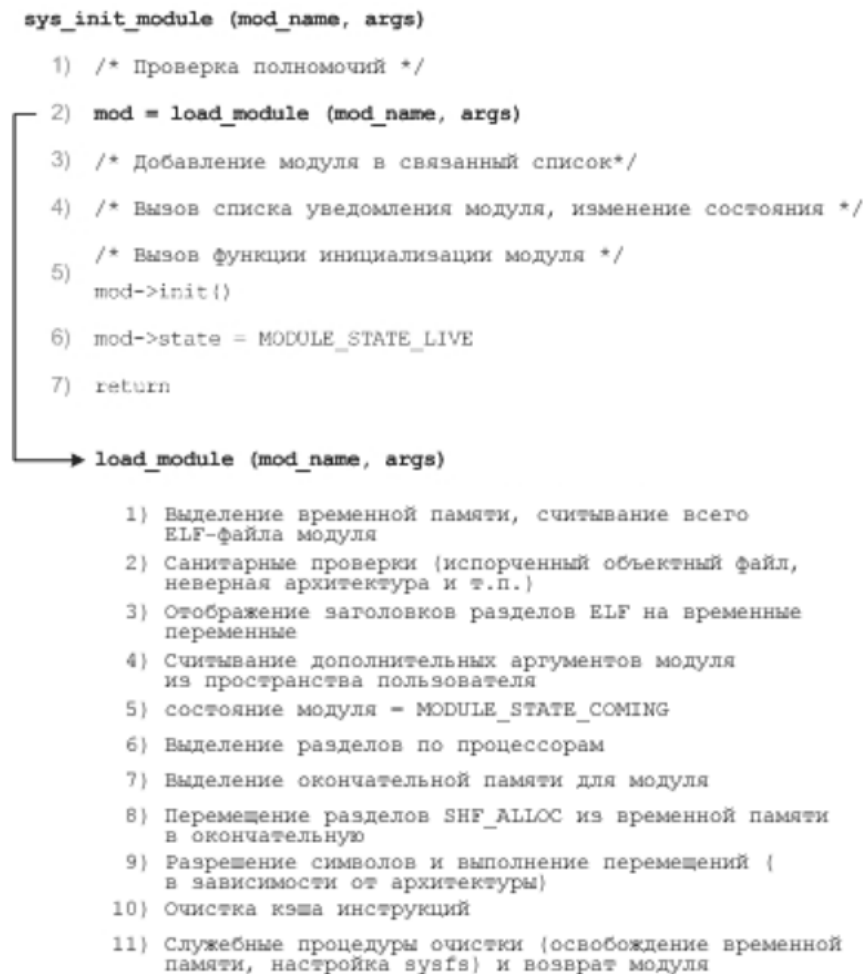 sys_init_module (mod_name, args)
1) /* Проверка полномочий */
2) mod = load_module (mod_name, args)
3) /* Добавление модуля в связанный список*/
4) /* Вызов списка уведомления модуля, изменение состояния */
/* Вызов функции инициализации модуля */
5)
mod->init()
6) mod->state = MODULE_STATE_LIVE
7) return
load_module (mod_name, args)
1) Выделение временной памяти, считывание всего
ELF-файла модуля
2) Санитарные проверки (испорченный объектный файл,
неверная архитектура и т.п.)
3) Отображение заголовков разделов ELF на временные
переменные
4) Считывание дополнительных аргументов модуля
из пространства пользователя
5) состояние модуля = MODULE_STATE_COMING
6) Выделение разделов по процессорам
7) Выделение окончательной памяти для модуля
8) Перемещение разделов SHF_ALLOC из временной памяти
в окончательную
9) Разрешение символов и выполнение перемещений (
в зависимости от архитектуры)
10) Очистка кэша инструкций
11) Служебные процедуры очистки (освобождение временной
памяти, настройка sysfs) и возврат модуля